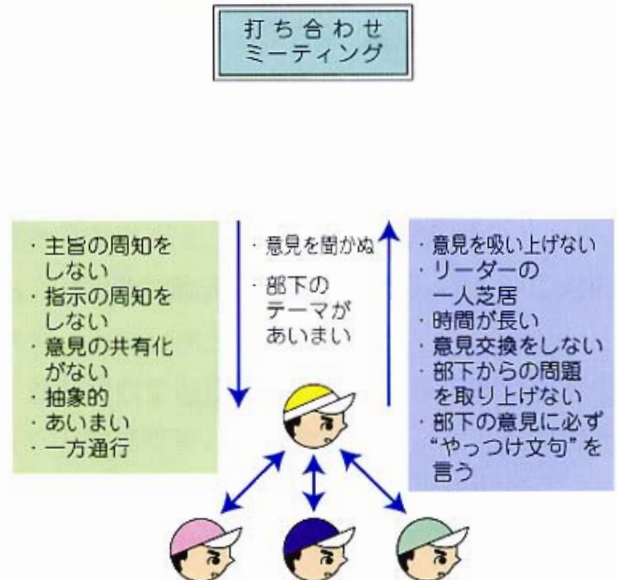 打ち合わせ
ミーティング
・主旨の周知を
しない
・指示の周知を
しない
・意見の共有化
がない
・抽象的
・あいまい
・一方通行
・意見を聞かぬ
・部下の
テーマが
あいまい
・意見を吸い上げない
・リーダーの
一人芝居
・時間が長い
・意見交換をしない
・部下からの問題
を取り上げない
・部下の意見に必ず
“やっつけ文句”を
言う